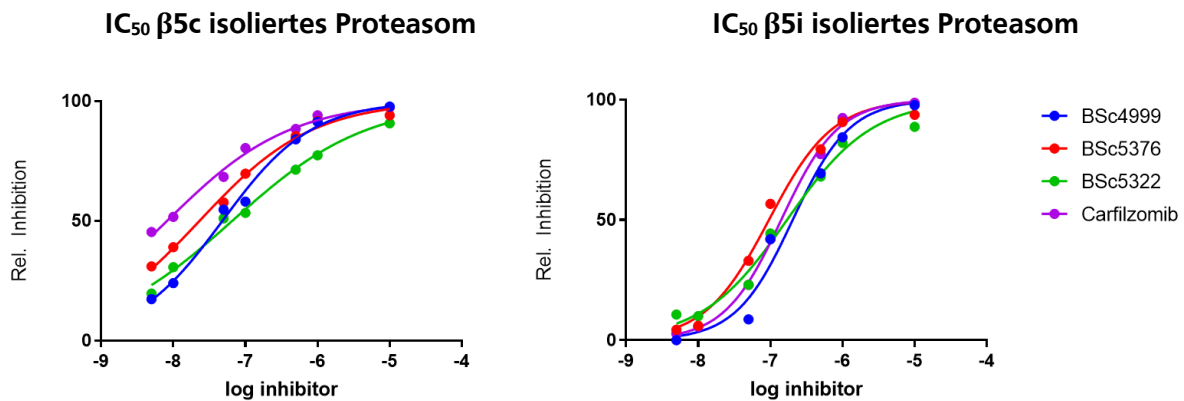 IC₅₀ β5c isoliertes Proteasom
Rel. Inhibition
100
50
0
-9 -8 -7 -6 -5 -4
log inhibitor
IC₅₀ β5i isoliertes Proteasom
Rel. Inhibition
100
50
0
-9 -8 -7 -6 -5 -4
log inhibitor
BSc4999
BSc5376
BSc5322
Carfilzomib